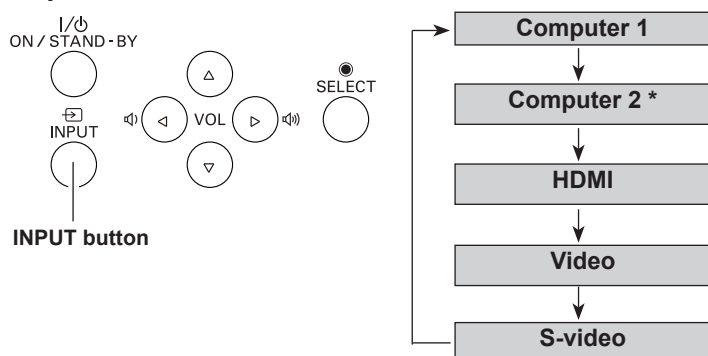 I/⏻
ON / STAND - BY
INPUT
VOL
SELECT
INPUT button
Computer 1
Computer 2 *
HDMI
Video
S-video